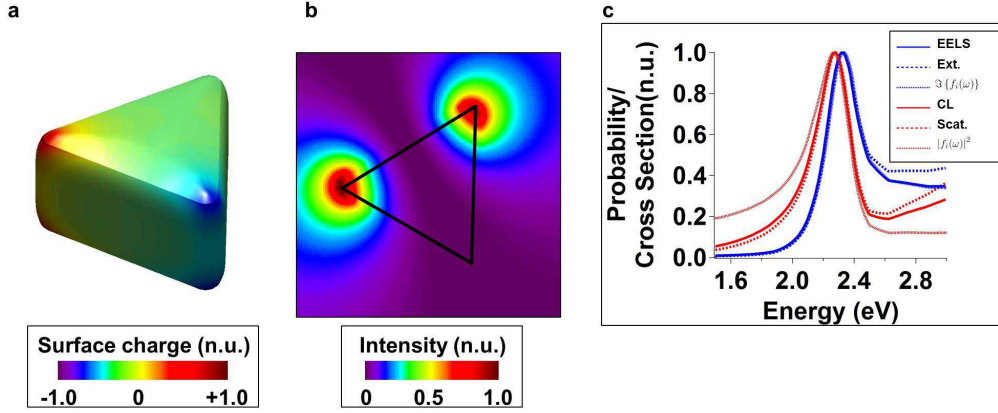 a
Surface charge (n.u.)
-1.0 0 +1.0
b
Intensity (n.u.)
0 0.5 1.0
c
Probability/
Cross Section(n.u.)
1.0
0.8
0.6
0.4
0.2
0.0
1.6 2.0 2.4 2.8
Energy (eV)
EELS
Ext.
ℑ{fᵢ(ω)}
CL
Scat.
|fᵢ(ω)|²